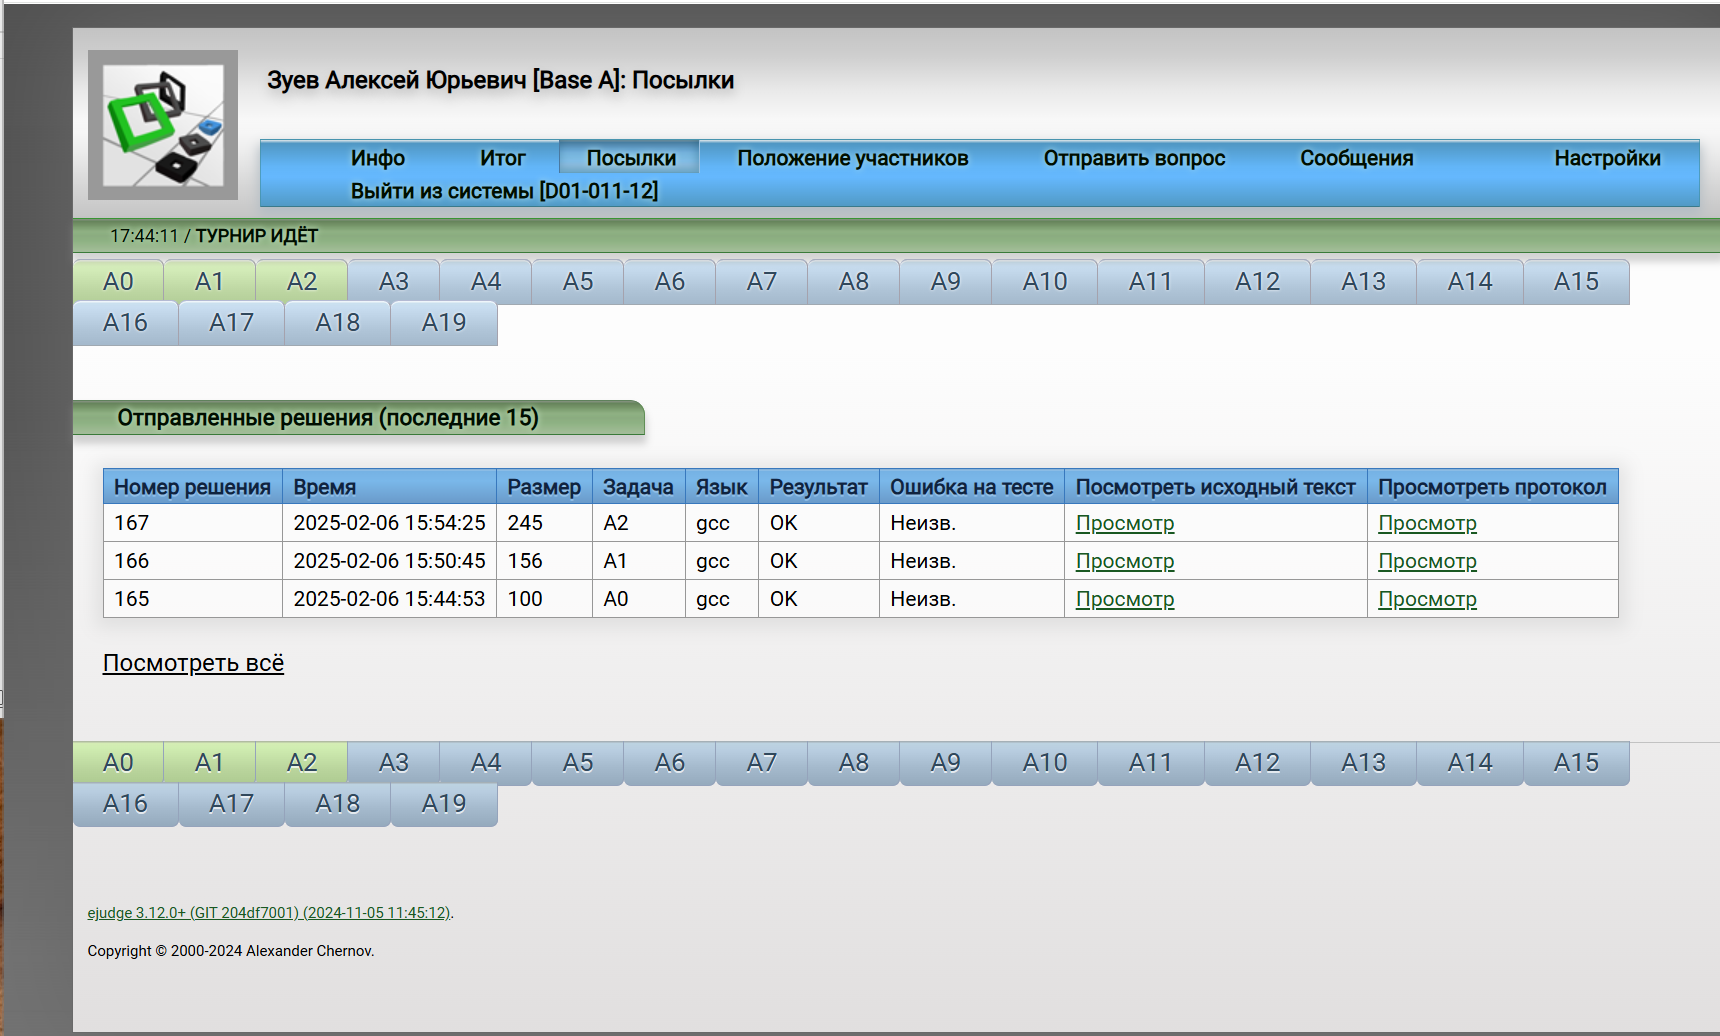 Зуев Алексей Юрьевич [Base A]: Посылки
Инфо Итог Посылки Положение участников Отправить вопрос Сообщения Настройки
Выйти из системы [D01-011-12]
17:44:11 / ТУРНИР ИДЁТ
A0 A1 A2 A3 A4 A5 A6 A7 A8 A9 A10 A11 A12 A13 A14 A15
A16 A17 A18 A19
Отправленные решения (последние 15)
Номер решения Время Размер Задача Язык Результат Ошибка на тесте Посмотреть исходный текст Просмотреть протокол
167 2025-02-06 15:54:25 245 A2 gcc OK Неизв. Просмотр Просмотр
166 2025-02-06 15:50:45 156 A1 gcc OK Неизв. Просмотр Просмотр
165 2025-02-06 15:44:53 100 A0 gcc OK Неизв. Просмотр Просмотр
Посмотреть всё
A0 A1 A2 A3 A4 A5 A6 A7 A8 A9 A10 A11 A12 A13 A14 A15
A16 A17 A18 A19
ejudge 3.12.0+ (GIT 204df7001) (2024-11-05 11:45:12).
Copyright © 2000-2024 Alexander Chernov.